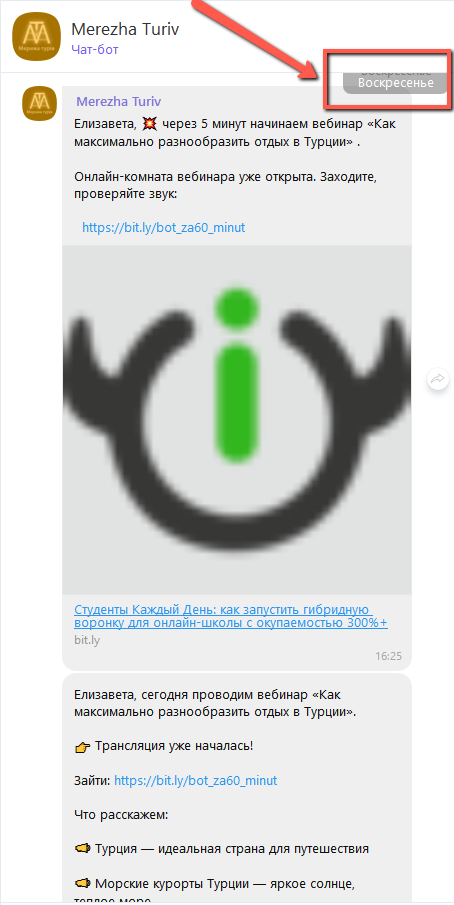 Merezha Turiv
Чат-бот
Воскресенье
Merezha Turiv
Елизавета, 💥 через 5 минут начинаем вебинар «Как
максимально разнообразить отдых в Турции» .
Онлайн-комната вебинара уже открыта. Заходите,
проверяйте звук:
https://bit.ly/bot_za60_minut
Студенты Каждый День: как запустить гибридную
воронку для онлайн-школы с окупаемостью 300%+
bit.ly
16:25
Елизавета, сегодня проводим вебинар «Как
максимально разнообразить отдых в Турции».
👉 Трансляция уже началась!
Зайти: https://bit.ly/bot_za60_minut
Что расскажем:
📣 Турция — идеальная страна для путешествия
📣 Морские курорты Турции — яркое солнце,
теплое море